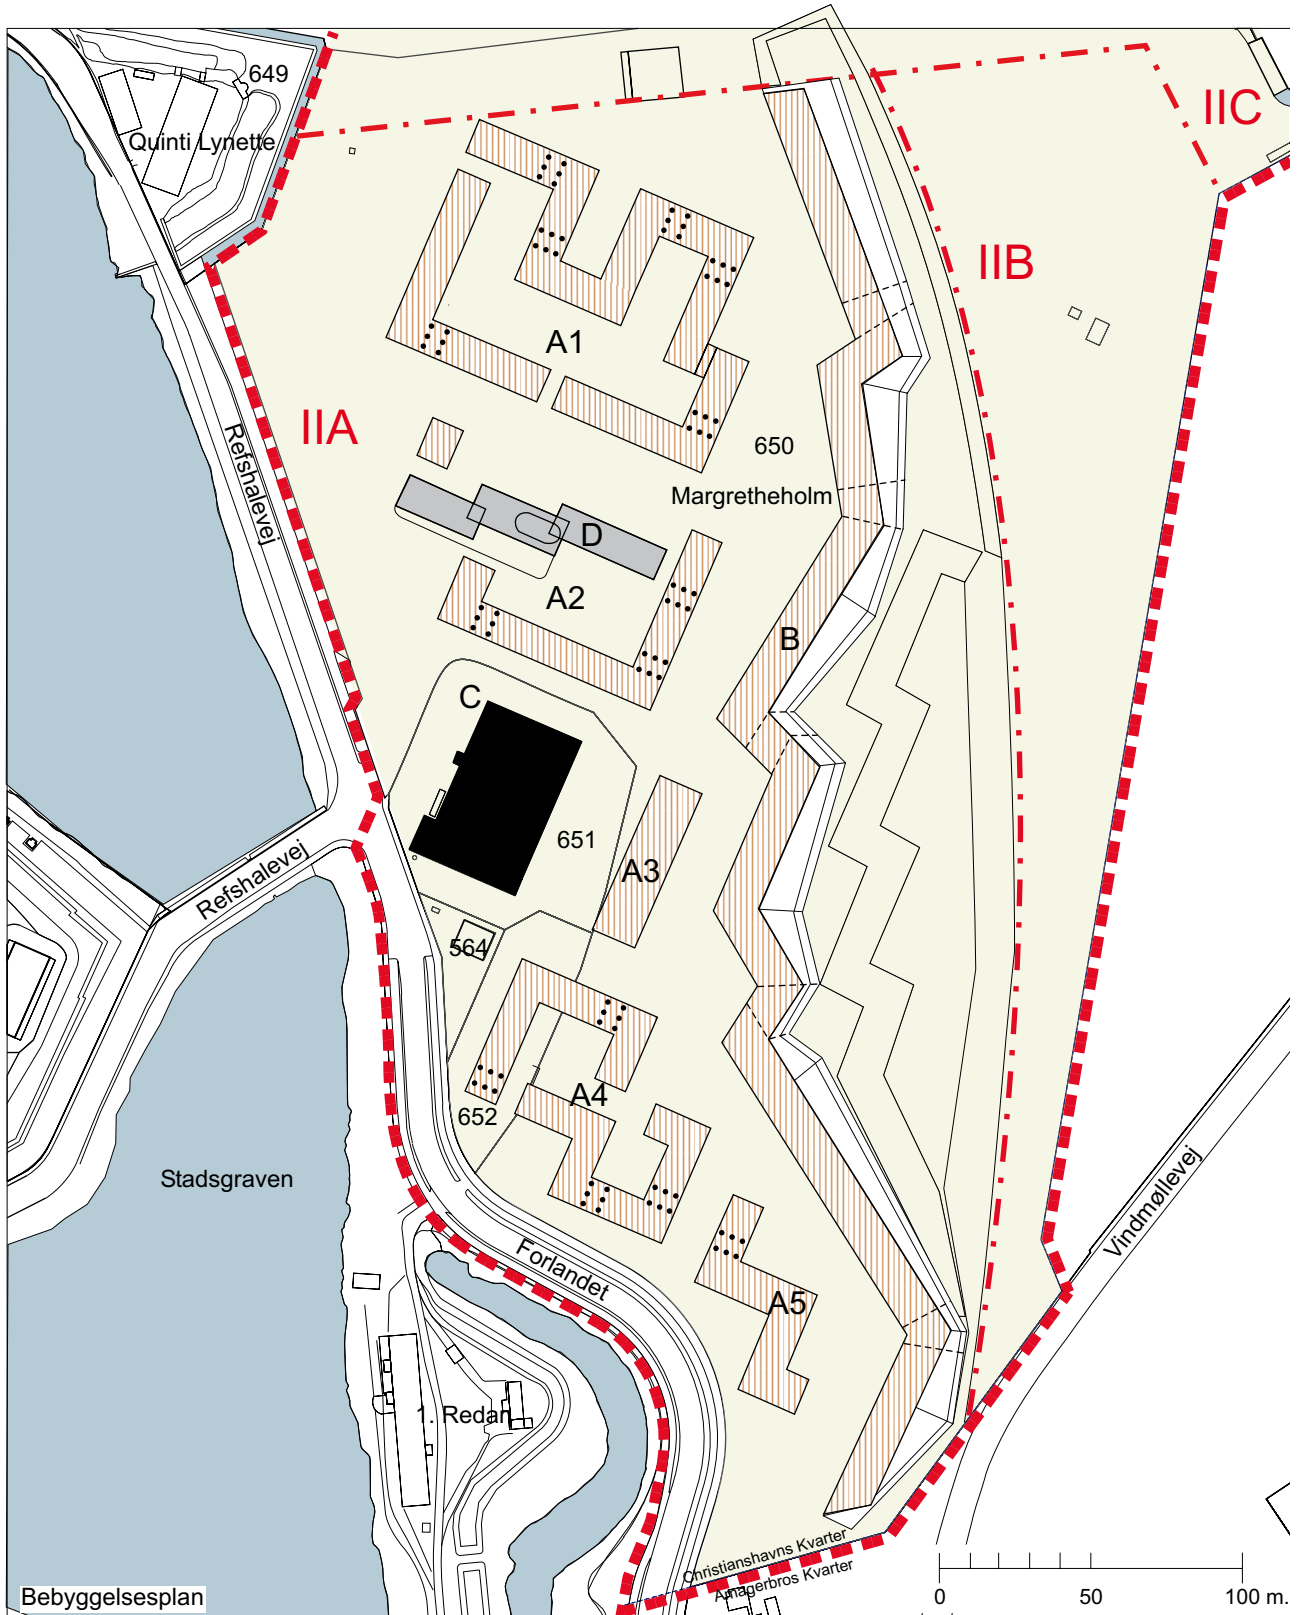 649
Quinti Lynette
IIC
IIB
A1
IIA
Refshalevej
650
Margretheholm
D
A2
B
C
651
A3
Refshalevej
564
A4
652
Stadsgraven
Vindmøllevej
Forlandet
A5
1. Redan
Christianshavns Kvarter
Amagerbros Kvarter
Bebyggelsesplan
0 50 100 m.